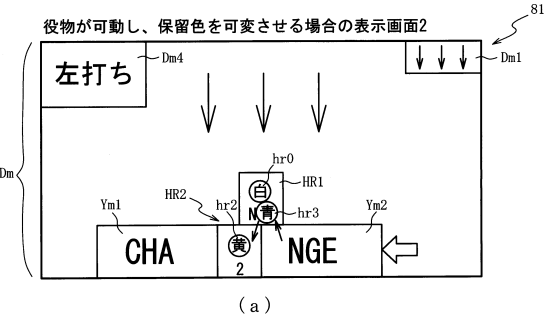 役物が可動し、保留色を可変させる場合の表示画面2
81
左打ち
Dm4
Dm1
Dm
hr0
白
HR1
N
青
hr3
HR2
hr2
Ym1
Ym2
CHA
黄
2
NGE
(a)